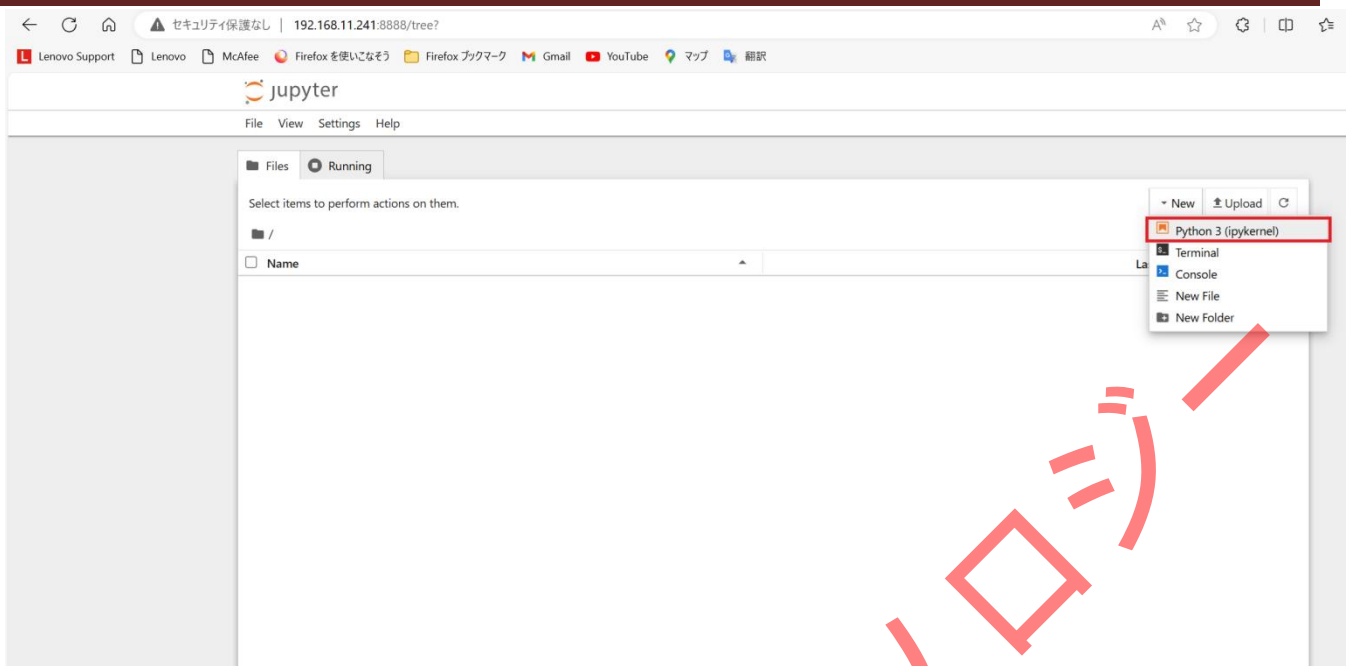 セキュリティ保護なし | 192.168.11.241:8888/tree?
L Lenovo Support Lenovo McAfee Firefox を使いこなそう Firefox ブックマーク Gmail YouTube マップ 翻訳
jupyter
File View Settings Help
Files Running
Select items to perform actions on them.
New Upload
/
Python 3 (ipykernel)
Name
La
Terminal
Console
New File
New Folder
ロジー